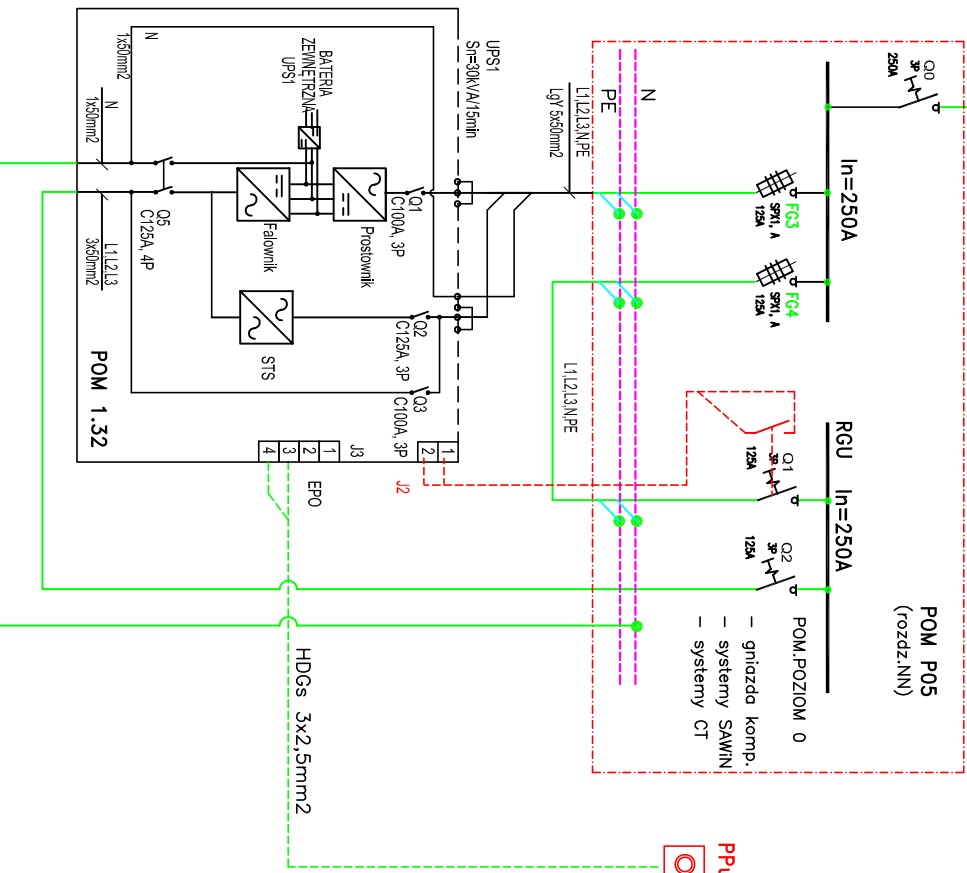 Q0
3P
250A
In=250A
FG3
SPX1, A
125A
FG4
SPX1, A
125A
RGU In=250A
Q1
3P
125A
Q2
3P
125A
POM P05
(rozdz.NN)
POM.POZIOM 0
- gniazda komp.
- systemy SAWiN
- systemy CT
N
PE
L1,L2,L3,N,PE
LgY 5x50mm2
L1,L2,L3,N,PE
UPS1
Sn=30kVA/15min
N
1x50mm2
BATERIA
ZEWNĘTRZNA
UPS1
N
1x50mm2
L1,L2,L3
3x50mm2
Q1
C100A, 3P
Prostownik
Falownik
Q5
C125A, 4P
STS
Q2
C125A, 3P
Q3
C100A, 3P
POM 1.32
J3
1
2
3
4
J2
1
2
EPO
HDGs 3x2,5mm2